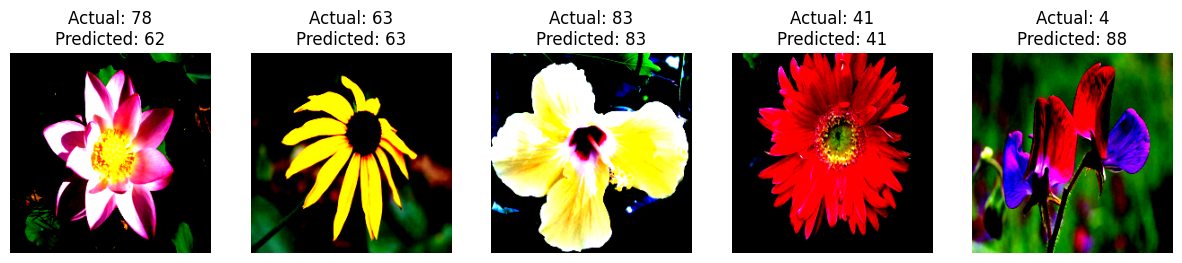 Actual: 78
Predicted: 62
Actual: 63
Predicted: 63
Actual: 83
Predicted: 83
Actual: 41
Predicted: 41
Actual: 4
Predicted: 88